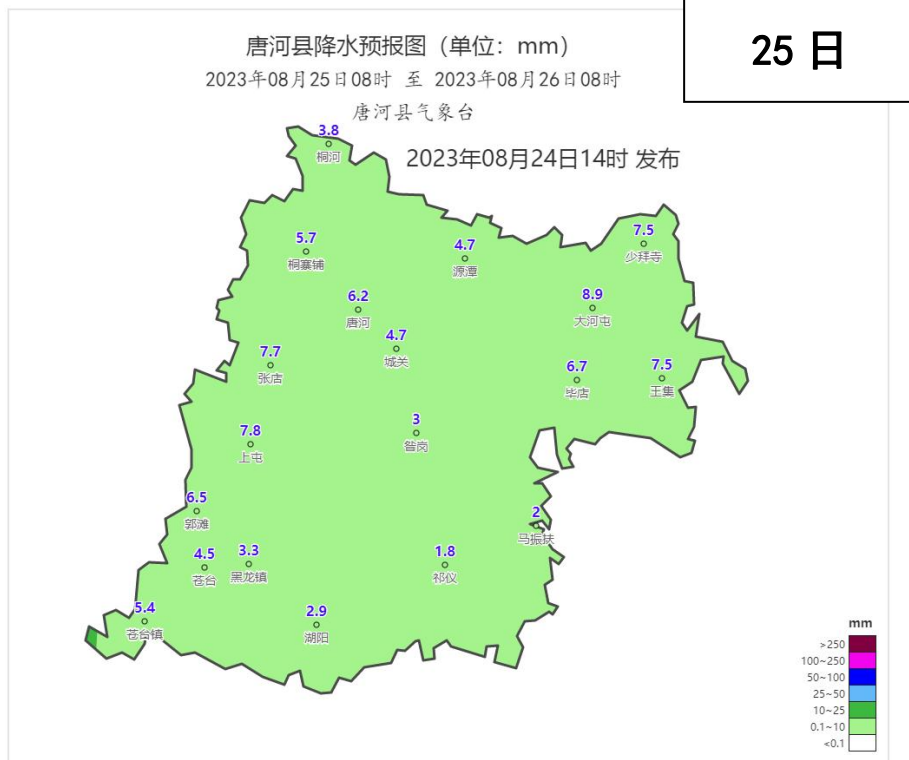 25 日
唐河县降水预报图（单位：mm）
2023年08月25日08时 至 2023年08月26日08时
唐河县气象台
2023年08月24日14时 发布
3.8
桐河
5.7
桐寨铺
4.7
源潭
7.5
少拜寺
6.2
唐河
8.9
大河屯
4.7
城关
7.7
张店
6.7
毕店
7.5
王集
7.8
上屯
3
昝岗
6.5
郭滩
2
马振扶
4.5
苍台
3.3
黑龙镇
1.8
祁仪
5.4
苍台镇
2.9
湖阳
mm
>250
100~250
50~100
25~50
10~25
0.1~10
<0.1